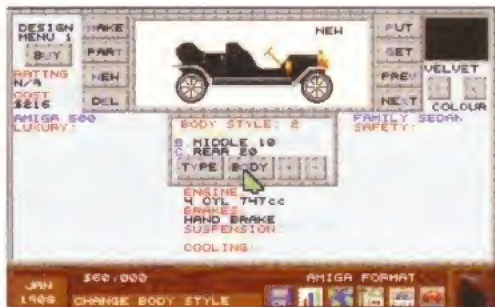 DESIGN
MENU 1
BUY
RATING
N/A
COST
$216
AMIGA 500
LUXURY:
MAKE
PART
NEW
DEL
NEW
PUT
GET
PREV
NEXT
VELVET
COLOUR
FAMILY SEDAN
SAFETY:
BODY STYLE: 2
B. MIDDLE 10
C. REAR 20
TYPE
BODY
ENGINE
4 CYL 747cc
BRAKES
HAND BRAKE
SUSPENSION:
COOLING:
JAN
1908
$60,000
CHANGE BODY STYLE
AMIGA FORMAT